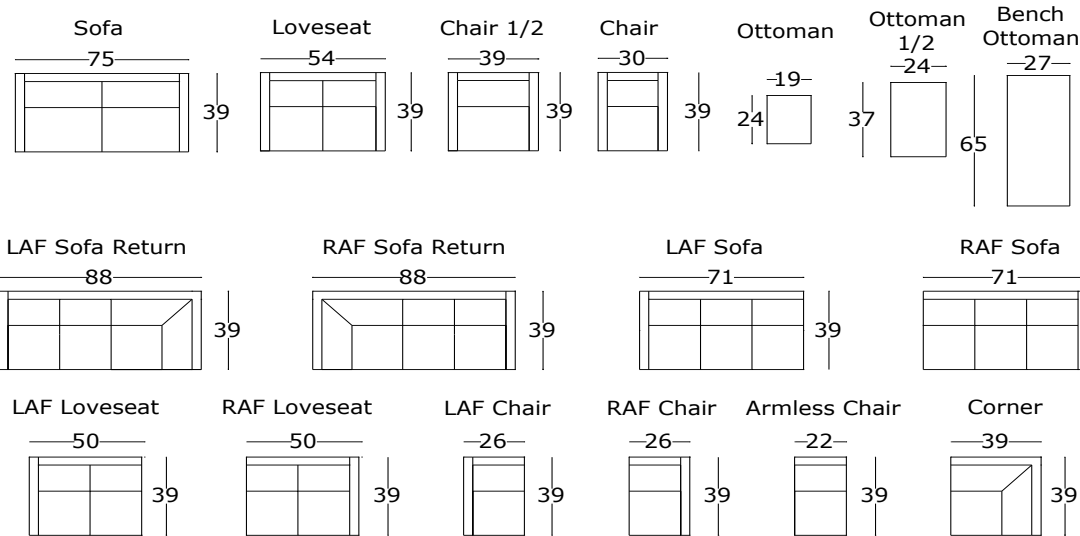 Sofa
75
39
Loveseat
54
39
Chair 1/2
39
39
Chair
30
39
Ottoman
19
24
Ottoman
1/2
24
37
Bench
Ottoman
27
65
LAF Sofa Return
88
39
RAF Sofa Return
88
39
LAF Sofa
71
39
RAF Sofa
71
LAF Loveseat
50
39
RAF Loveseat
50
39
LAF Chair
26
39
RAF Chair
26
39
Armless Chair
22
39
Corner
39
39